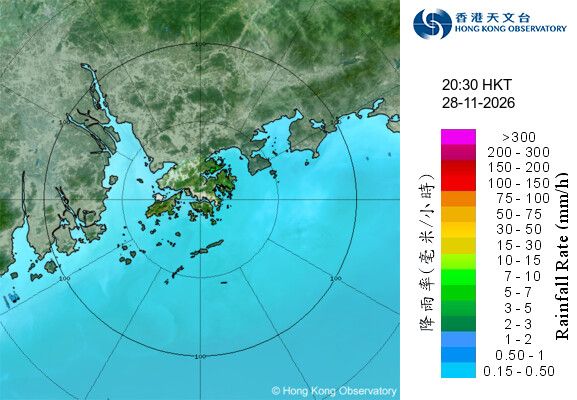 香港天文台
HONG KONG OBSERVATORY
20:30 HKT
28-11-2026
>300
200 - 300
150 - 200
100 - 150
75 - 100
50 - 75
30 - 50
15 - 30
10 - 15
7 - 10
5 - 7
3 - 5
2 - 3
1 - 2
0.50 - 1
0.15 - 0.50
降雨率(毫米/小時)
Rainfall Rate (mm/h)
100
100
100
100
© Hong Kong Observatory